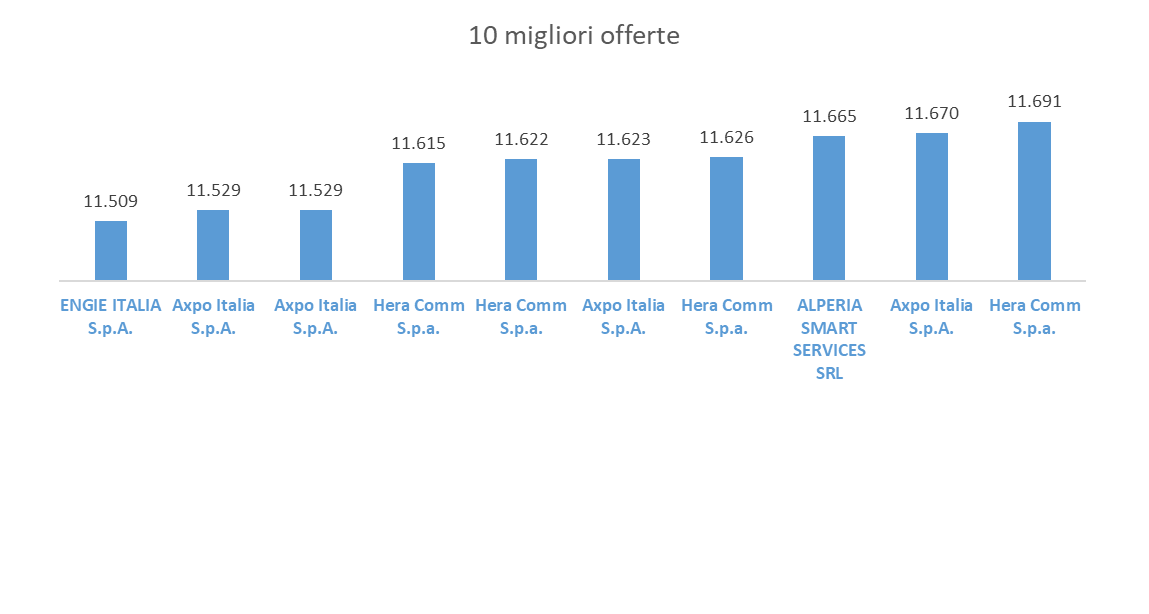 10 migliori offerte
11.509
11.529
11.529
11.615
11.622
11.623
11.626
11.665
11.670
11.691
ENGIE ITALIA
S.p.A.
Axpo Italia
S.p.A.
Axpo Italia
S.p.A.
Hera Comm
S.p.a.
Hera Comm
S.p.a.
Axpo Italia
S.p.A.
Hera Comm
S.p.a.
ALPERIA
SMART
SERVICES
SRL
Axpo Italia
S.p.A.
Hera Comm
S.p.a.